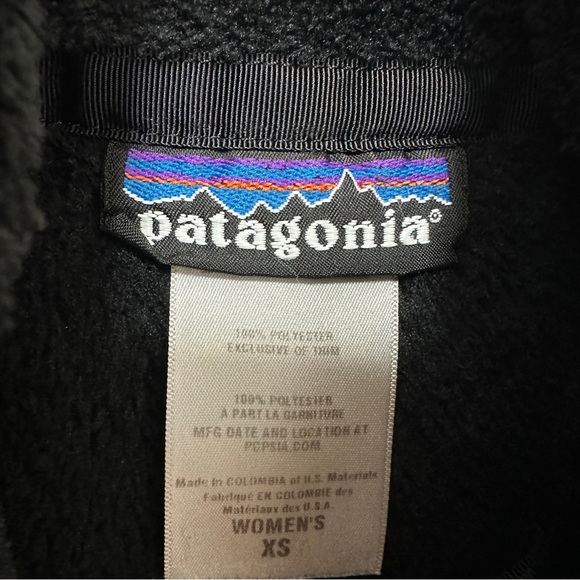 patagonia®
100% POLYESTER
EXCLUSIVE OF TRIM
100% POLYESTER
À PART LA GARNITURE
MFG DATE AND LOCATION AT
PCPSIA.COM
Made in COLOMBIA of U.S. Materials
Fabriqué EN COLOMBIE des
Matériaux des U.S.A.
WOMEN'S
XS